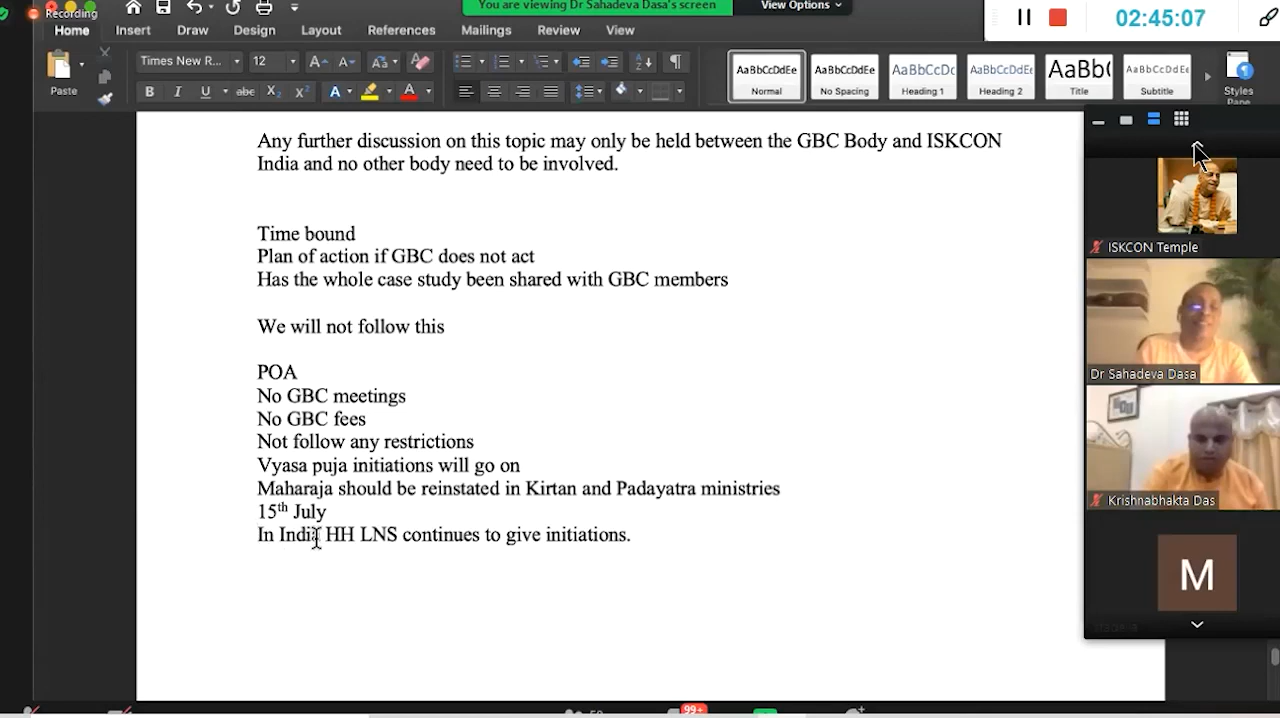 Recording
You are viewing Dr Sahadeva Dasa's screen
View Options
02:45:07
Home Insert Draw Design Layout References Mailings Review View
Paste
Times New R...
12
AaBbCcDdEe
Normal
AaBbCcDdEe
No Spacing
AaBbCcDc
Heading 1
AaBbCcDdEe
Heading 2
AaBb(
Title
AaBbCcDdEe
Subtitle
Styles
Pane
Any further discussion on this topic may only be held between the GBC Body and ISKCON
India and no other body need to be involved.
Time bound
Plan of action if GBC does not act
Has the whole case study been shared with GBC members
We will not follow this
POA
No GBC meetings
No GBC fees
Not follow any restrictions
Vyasa puja initiations will go on
Maharaja should be reinstated in Kirtan and Padayatra ministries
15th July
In India HH LNS continues to give initiations.
ISKCON Temple
Dr Sahadeva Dasa
Krishnabhakta Das
M
99+